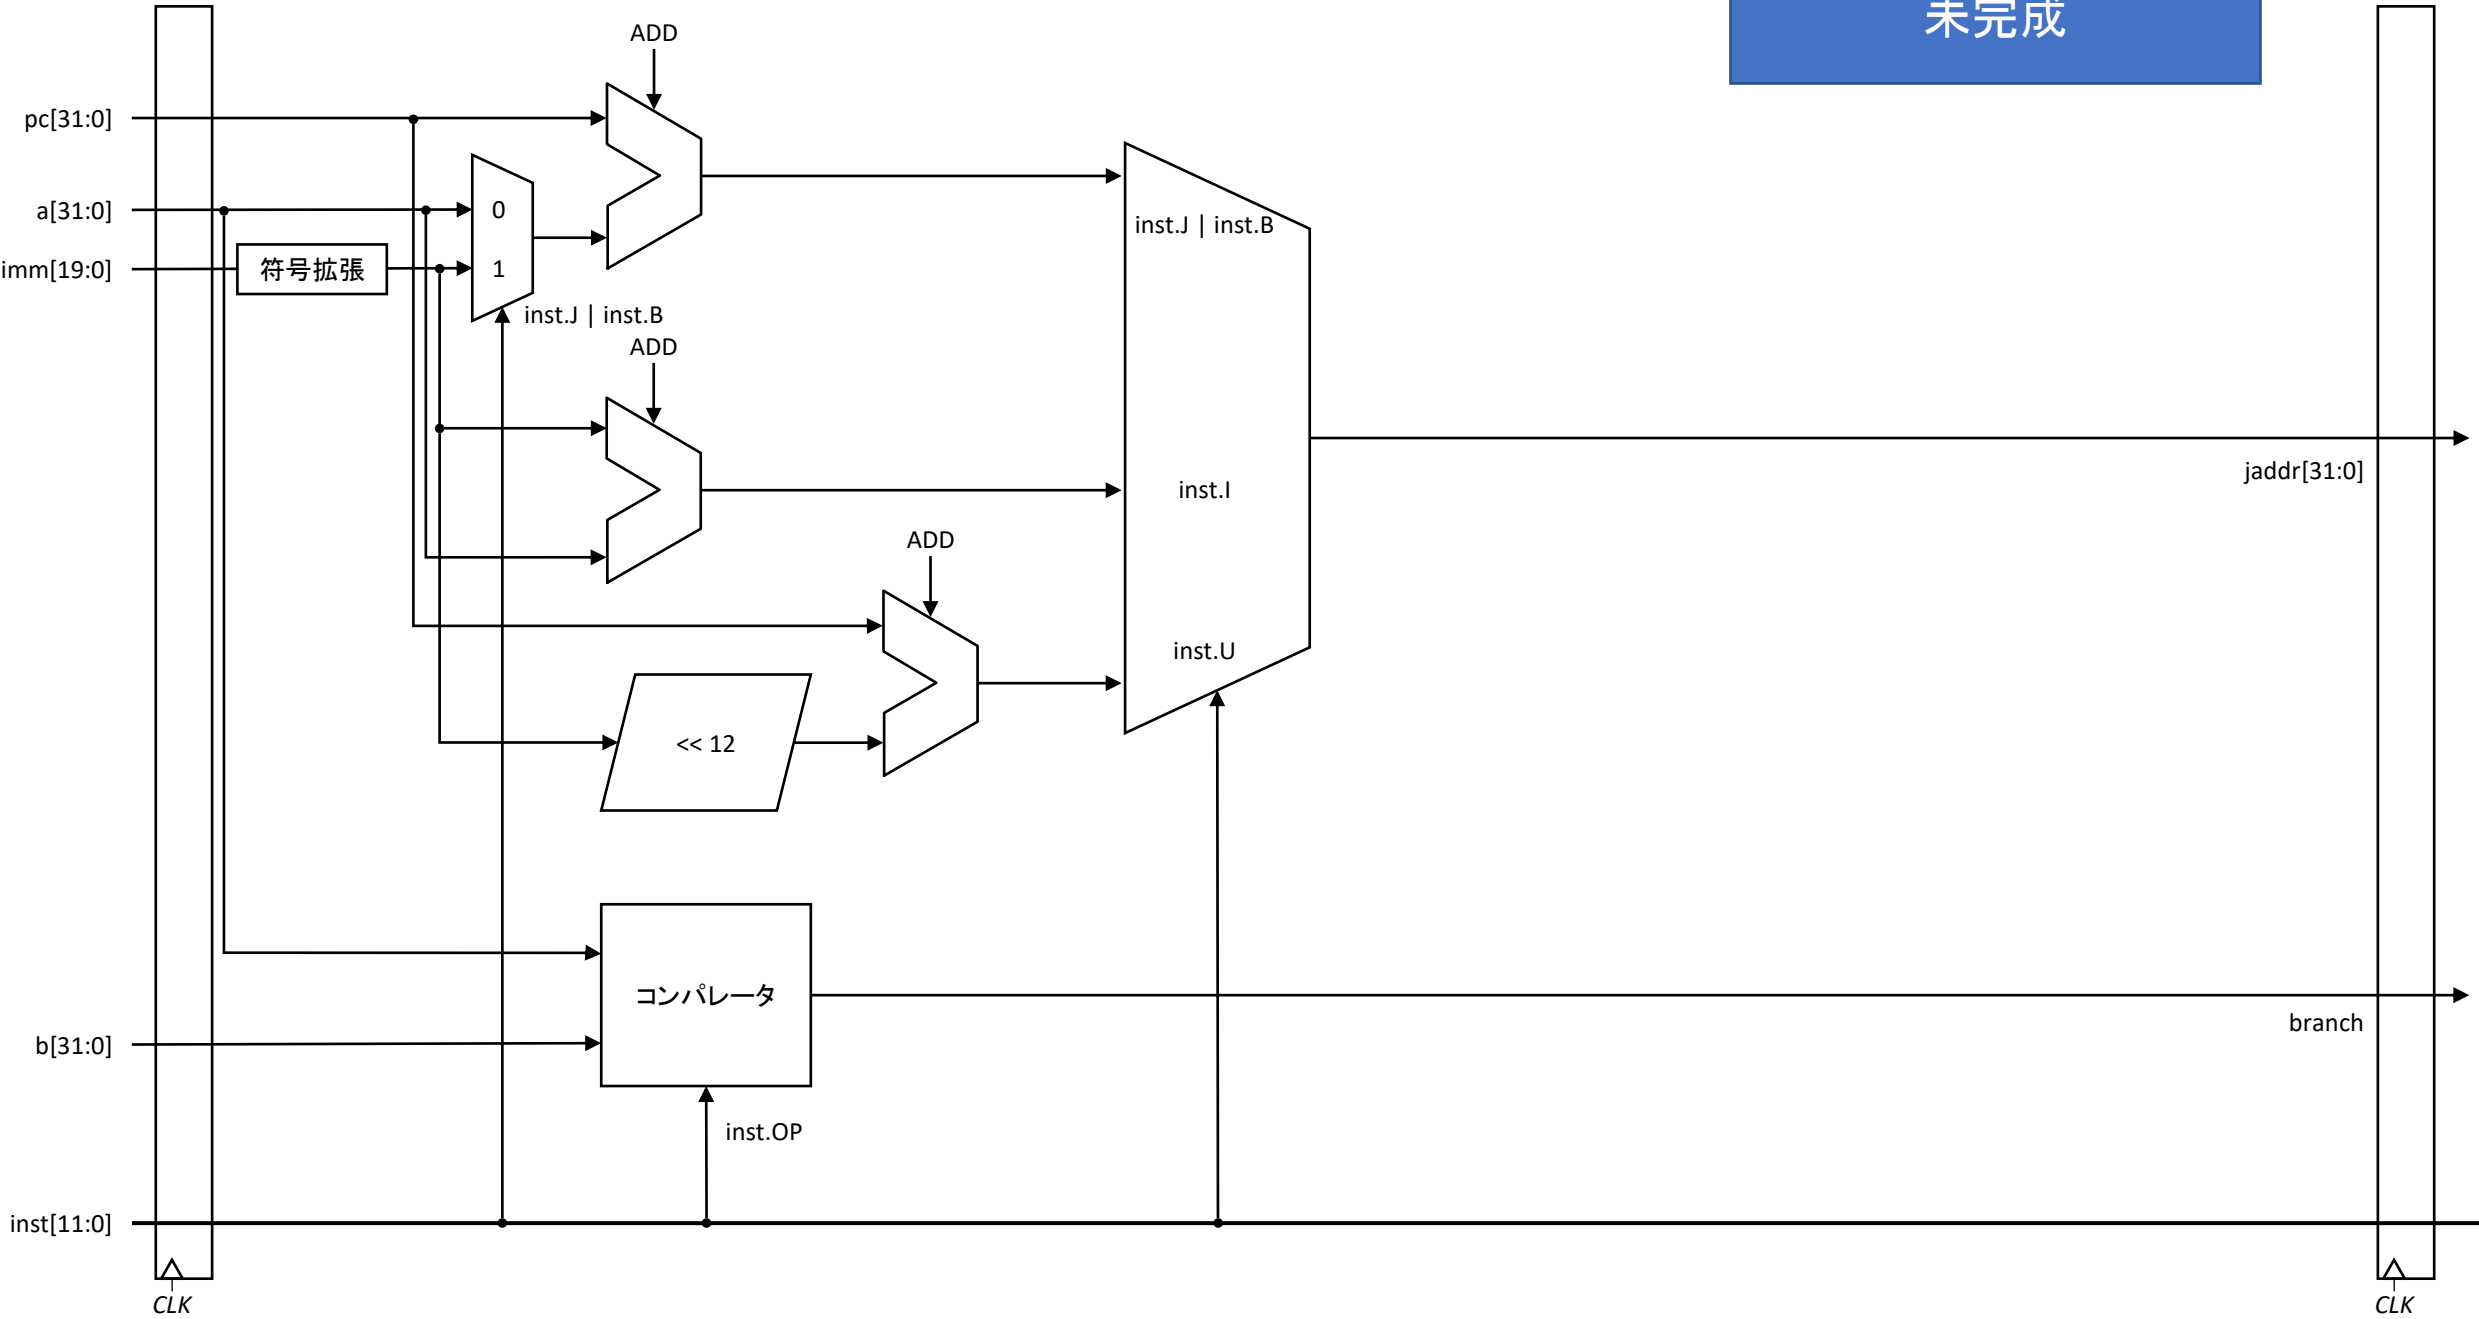 未完成
ADD
pc[31:0]
a[31:0]
0
inst.J | inst.B
imm[19:0]
符号拡張
1
inst.J | inst.B
ADD
jaddr[31:0]
inst.I
ADD
inst.U
<< 12
コンパレータ
branch
b[31:0]
inst.OP
inst[11:0]
CLK
CLK